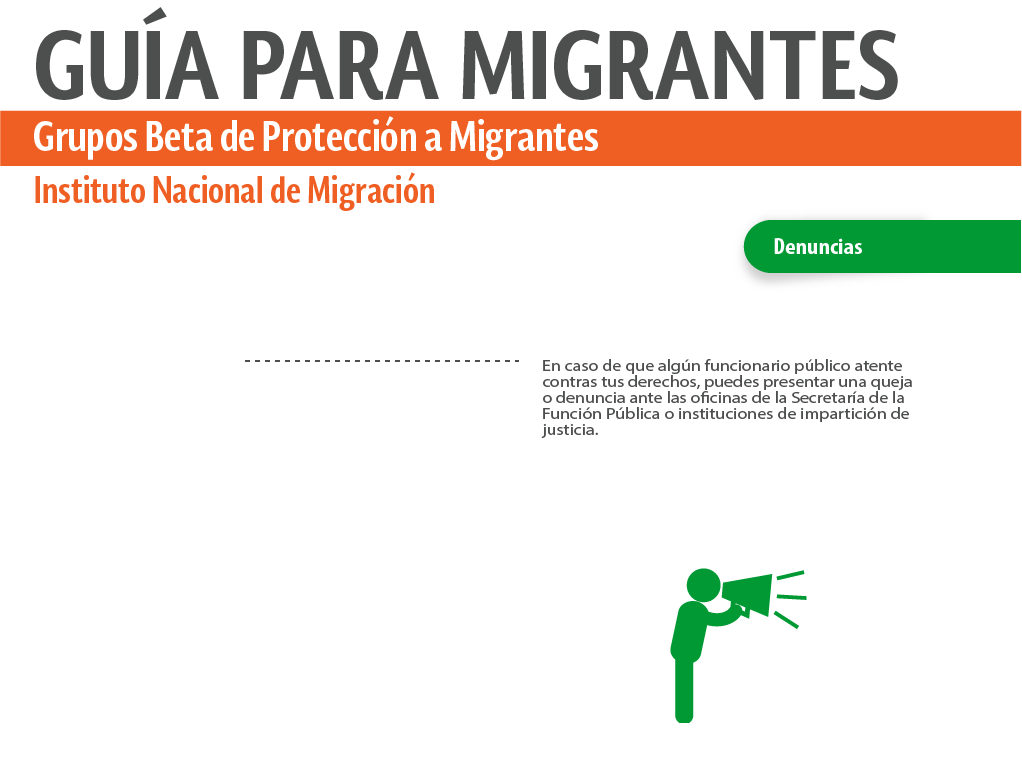 GUÍA PARA MIGRANTES
Grupos Beta de Protección a Migrantes
Instituto Nacional de Migración
Denuncias
En caso de que algún funcionario público atente
contras tus derechos, puedes presentar una queja
o denuncia ante las oficinas de la Secretaría de la
Función Pública o instituciones de impartición de
justicia.